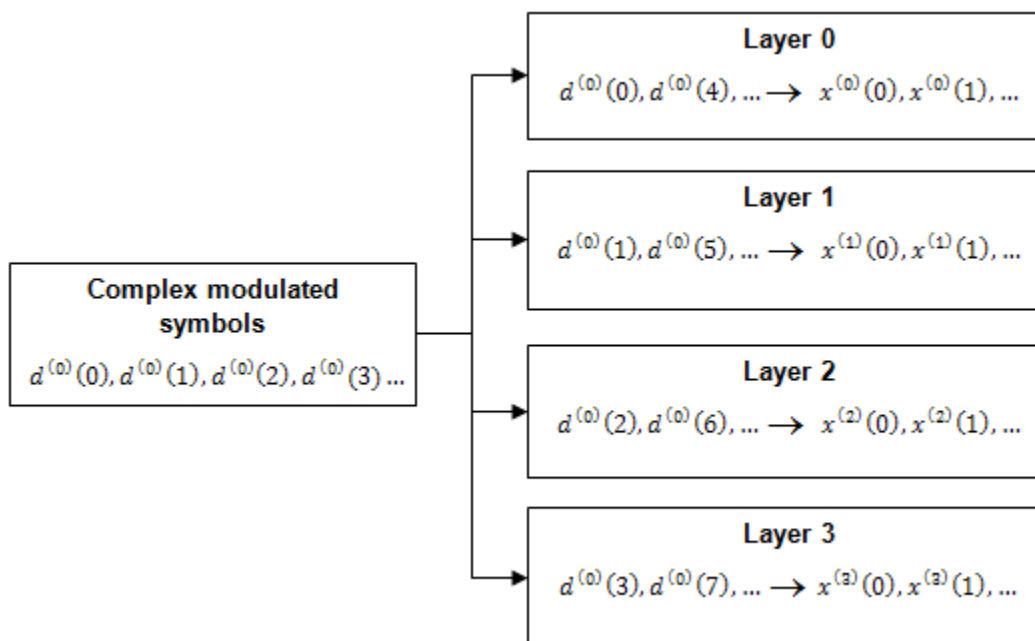 Layer 0
d⁽⁰⁾(0), d⁽⁰⁾(4), ... → x⁽⁰⁾(0), x⁽⁰⁾(1), ...
Layer 1
d⁽⁰⁾(1), d⁽⁰⁾(5), ... → x⁽¹⁾(0), x⁽¹⁾(1), ...
Complex modulated
symbols
d⁽⁰⁾(0), d⁽⁰⁾(1), d⁽⁰⁾(2), d⁽⁰⁾(3) ...
Layer 2
d⁽⁰⁾(2), d⁽⁰⁾(6), ... → x⁽²⁾(0), x⁽²⁾(1), ...
Layer 3
d⁽⁰⁾(3), d⁽⁰⁾(7), ... → x⁽³⁾(0), x⁽³⁾(1), ...